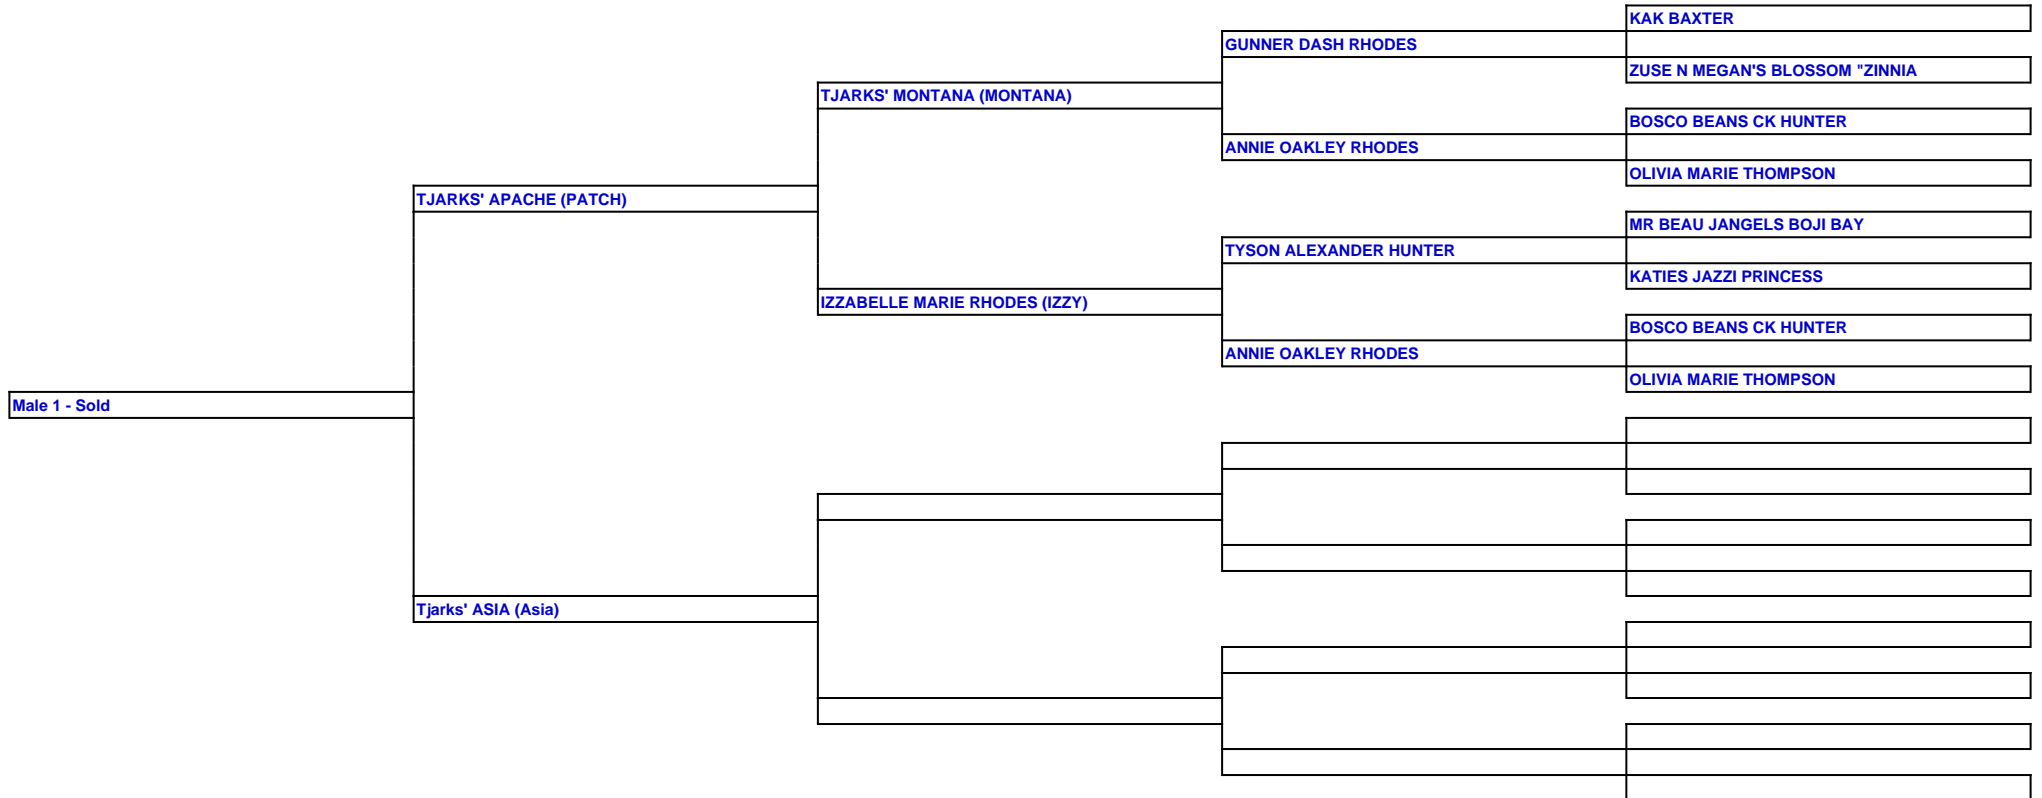 KAK BAXTER
GUNNER DASH RHODES
ZUSE N MEGAN'S BLOSSOM "ZINNIA
TJARKS' MONTANA (MONTANA)
BOSCO BEANS CK HUNTER
ANNIE OAKLEY RHODES
OLIVIA MARIE THOMPSON
TJARKS' APACHE (PATCH)
MR BEAU JANGELS BOJI BAY
TYSON ALEXANDER HUNTER
KATIES JAZZI PRINCESS
IZZABELLE MARIE RHODES (IZZY)
BOSCO BEANS CK HUNTER
ANNIE OAKLEY RHODES
OLIVIA MARIE THOMPSON
Male 1 - Sold
Tjarks' ASIA (Asia)